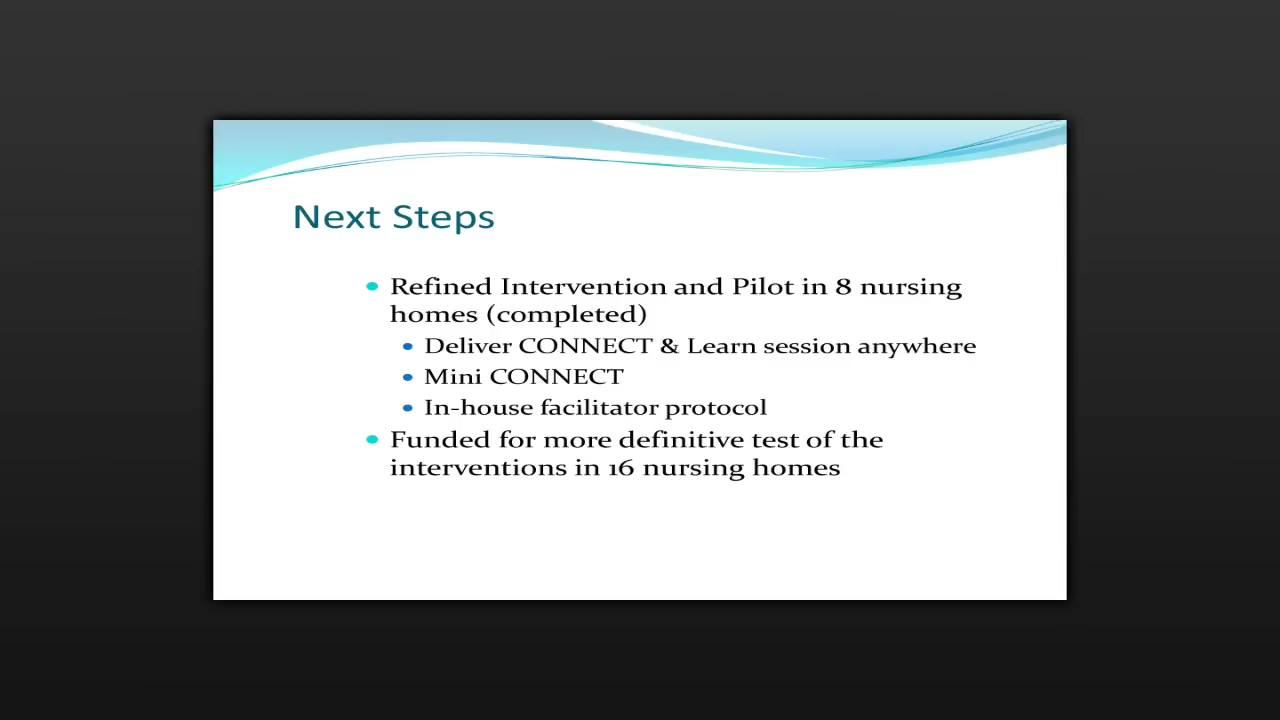 Next Steps
Refined Intervention and Pilot in 8 nursing
homes (completed)
Deliver CONNECT & Learn session anywhere
Mini CONNECT
In-house facilitator protocol
Funded for more definitive test of the
interventions in 16 nursing homes